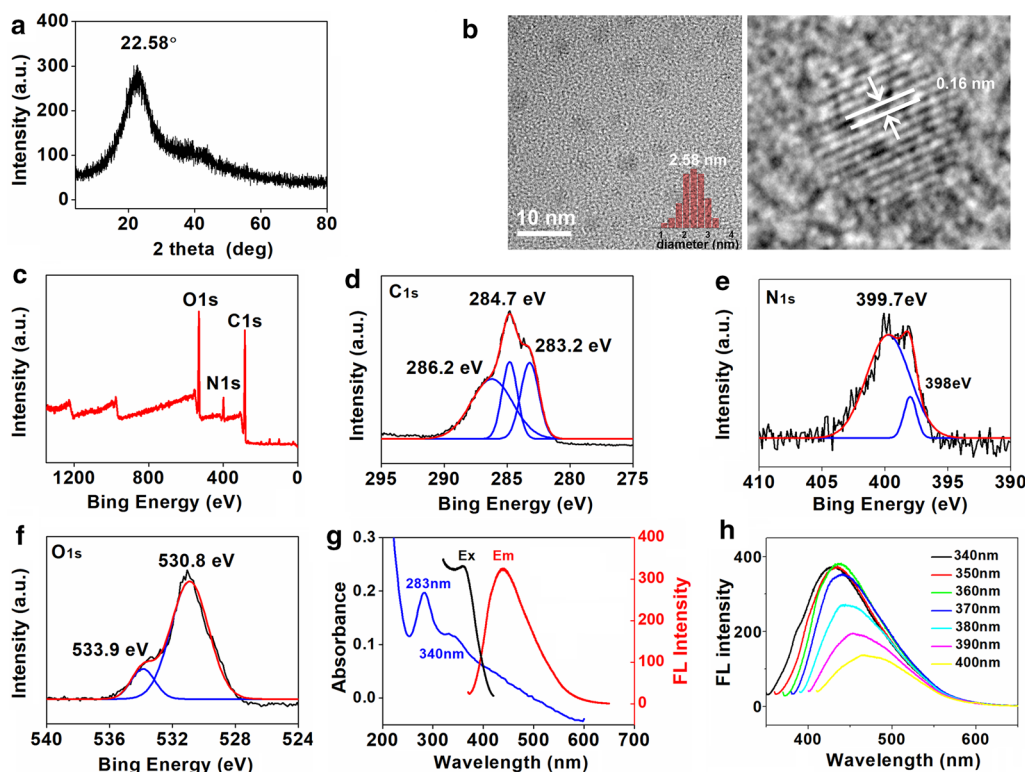 a
400
300
200
100
0
Intensity (a.u.)
22.58°
20 40 60 80
2 theta (deg)
b
2.58 nm
10 nm
1 2 3 4
diameter (nm)
0.16 nm
c
Intensity (a.u.)
O1s
C1s
N1s
1200 800 400 0
Bing Energy (eV)
d
C1s
284.7 eV
286.2 eV
283.2 eV
Intensity (a.u.)
295 290 285 280 275
Bing Energy (eV)
e
N1s
399.7eV
398eV
Intensity (a.u.)
410 405 400 395 390
Bing Energy (eV)
f
O1s
530.8 eV
533.9 eV
Intensity (a.u.)
540 536 532 528 524
Bing Energy (eV)
g
0.3
0.2
0.1
0.0
Absorbance
Ex Em
283nm
340nm
400
300
200
100
0
FL Intensity
200 300 400 500 600 700
Wavelength (nm)
h
400
200
0
FL intensity
340nm
350nm
360nm
370nm
380nm
390nm
400nm
400 500 600
Wavelength (nm)